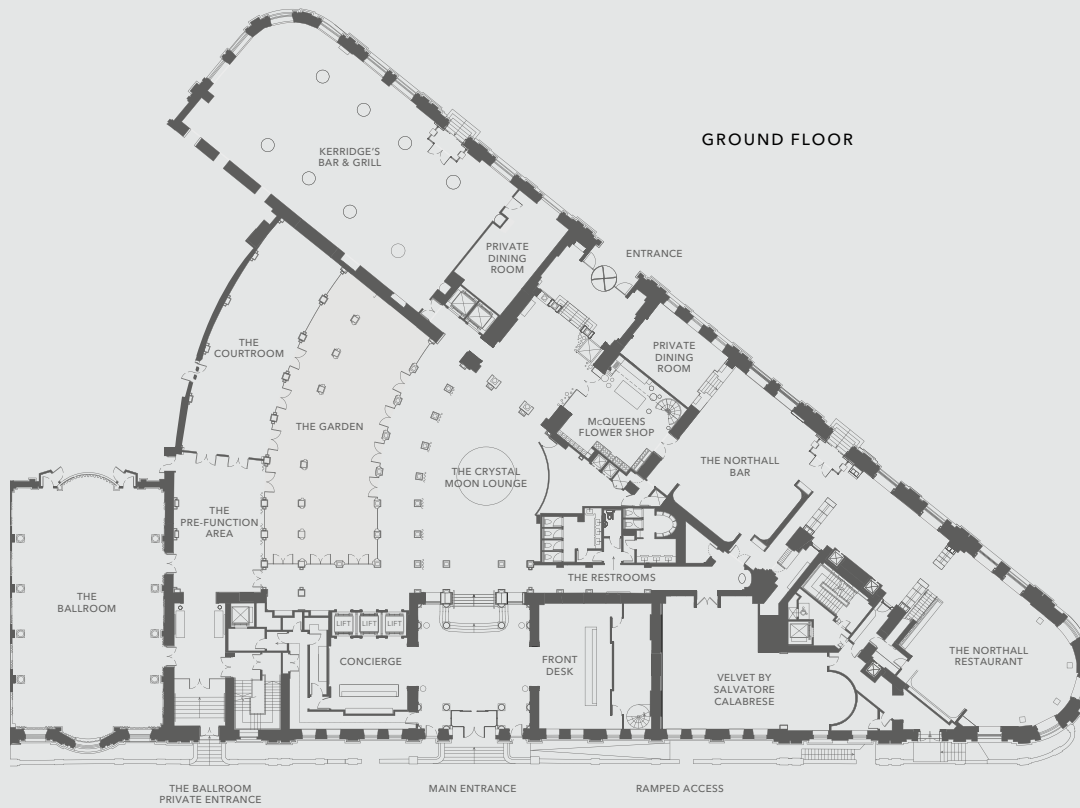 GROUND FLOOR
KERRIDGE'S
BAR & GRILL
PRIVATE
DINING
ROOM
ENTRANCE
THE
COURTROOM
PRIVATE
DINING
ROOM
THE GARDEN
McQUEENS
FLOWER SHOP
THE CRYSTAL
MOON LOUNGE
THE NORTHALL
BAR
THE
PRE-FUNCTION
AREA
THE RESTROOMS
THE
BALLROOM
LIFT
LIFT
LIFT
CONCIERGE
FRONT
DESK
THE NORTHALL
RESTAURANT
VELVET BY
SALVATORE
CALABRESE
THE BALLROOM
PRIVATE ENTRANCE
MAIN ENTRANCE
RAMPED ACCESS